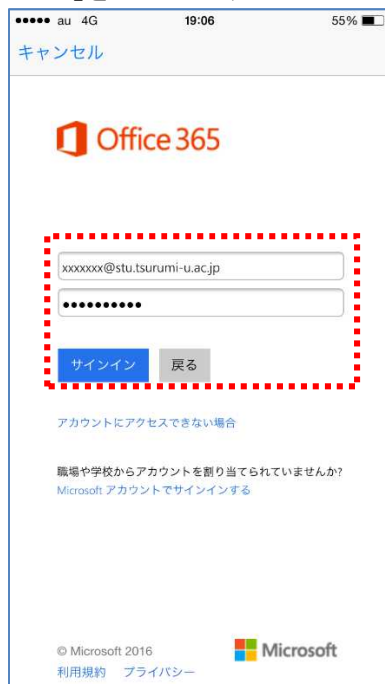 au 4G 19:06 55%
キャンセル
Office 365
xxxxxxx@stu.tsurumi-u.ac.jp
●●●●●●●●●●
サインイン 戻る
アカウントにアクセスできない場合
職場や学校からアカウントを割り当てられていませんか?
Microsoft アカウントでサインインする
© Microsoft 2016 Microsoft
利用規約 プライバシー